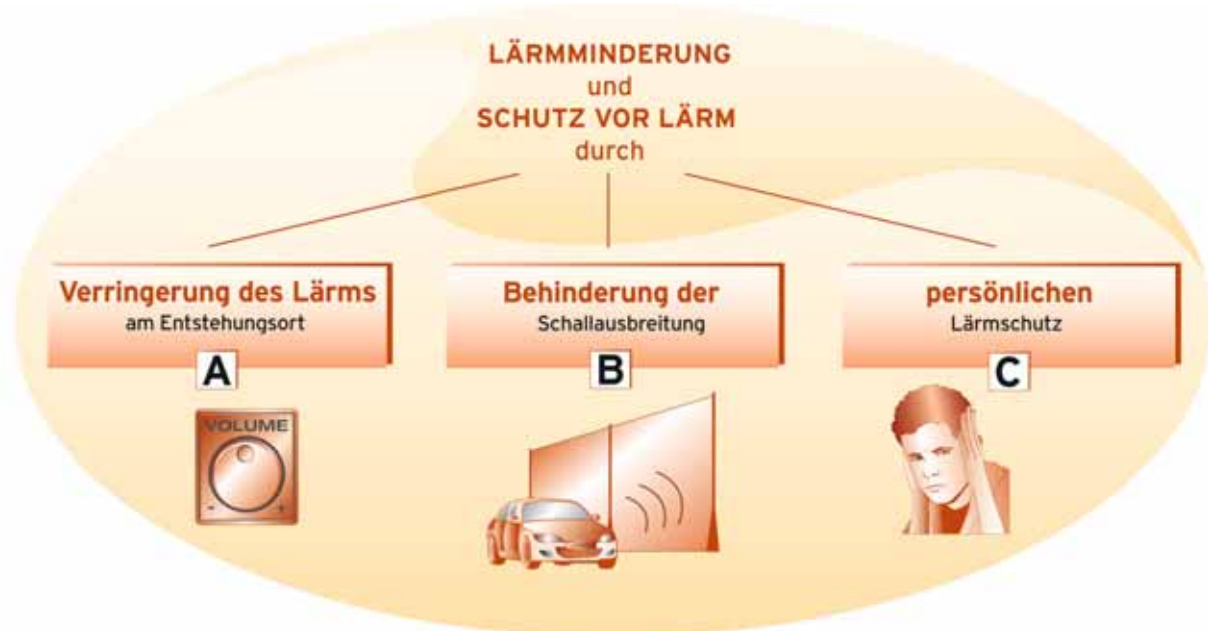 LÄRMMINDERUNG
und
SCHUTZ VOR LÄRM
durch
Verringerung des Lärms
am Entstehungsort
A
Behinderung der
Schallausbreitung
B
persönlichen
Lärmschutz
C
VOLUME
- +